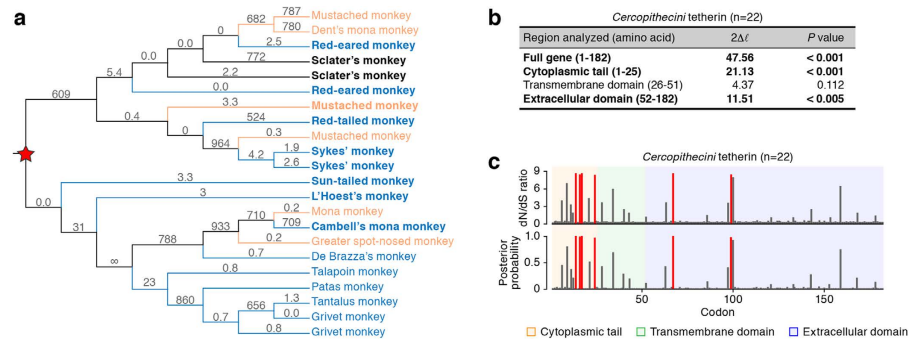 a
787
682
Mustached monkey
780
0
Dent's mona monkey
0.0
2.5
Red-eared monkey
0.0
772
Sclater's monkey
5.4
2.2
Sclater's monkey
0.0
Red-eared monkey
609
3.3
Mustached monkey
0.4
524
Red-tailed monkey
0
0.3
Mustached monkey
964
1.9
Sykes' monkey
4.2
2.6
Sykes' monkey
3.3
Sun-tailed monkey
0.0
3
L'Hoest's monkey
31
0.2
Mona monkey
710
709
Cambell's mona monkey
933
788
0.2
Greater spot-nosed monkey
0.7
De Brazza's monkey
∞
0.8
Talapoin monkey
23
Patas monkey
860
1.3
Tantalus monkey
656
0.0
Grivet monkey
0.7
0.8
Grivet monkey
b
Cercopithecini tetherin (n=22)
Region analyzed (amino acid) 2Δℓ P value
Full gene (1-182) 47.56 < 0.001
Cytoplasmic tail (1-25) 21.13 < 0.001
Transmembrane domain (26-51) 4.37 0.112
Extracellular domain (52-182) 11.51 < 0.005
c
Cercopithecini tetherin (n=22)
dN/dS ratio
9
6
3
0
Posterior
probability
1.0
0.5
0
50 100 150
Codon
Cytoplasmic tail Transmembrane domain Extracellular domain